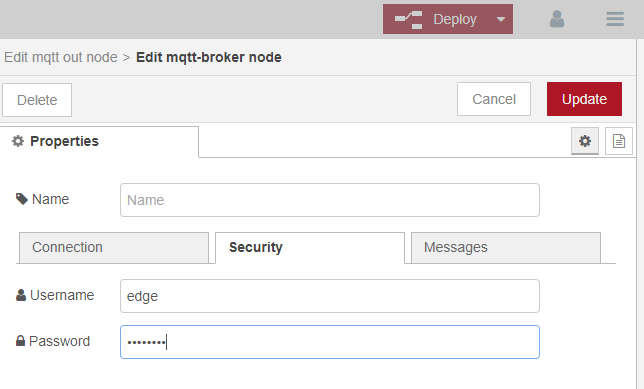 Deploy
Edit mqtt out node > Edit mqtt-broker node
Delete
Cancel
Update
Properties
Name
Name
Connection
Security
Messages
Username
edge
Password
••••••••